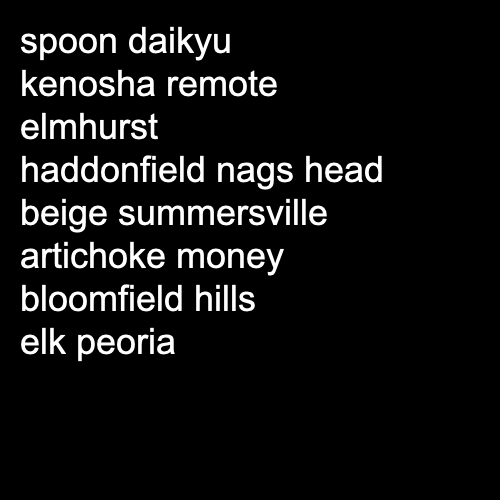 spoon daikyu
kenosha remote
elmhurst
haddonfield nags head
beige summersville
artichoke money
bloomfield hills
elk peoria